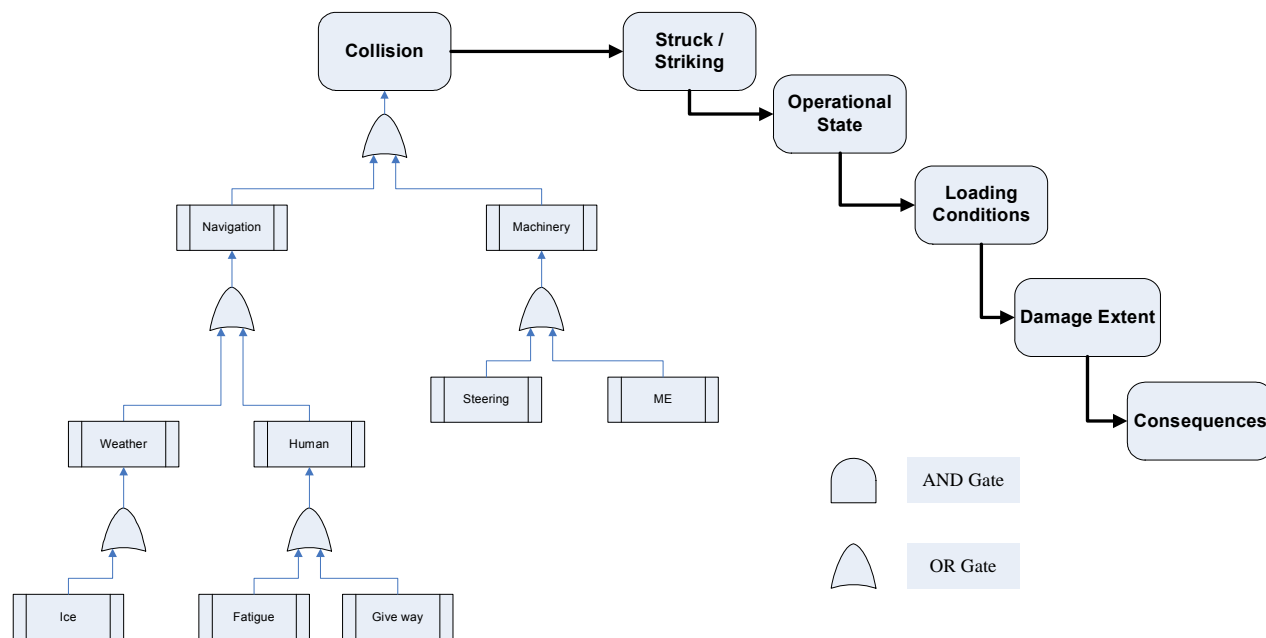 Collision
Struck /
Striking
Operational
State
Loading
Conditions
Navigation
Machinery
Damage Extent
Steering
ME
Consequences
Weather
Human
AND Gate
OR Gate
Ice
Fatigue
Give way